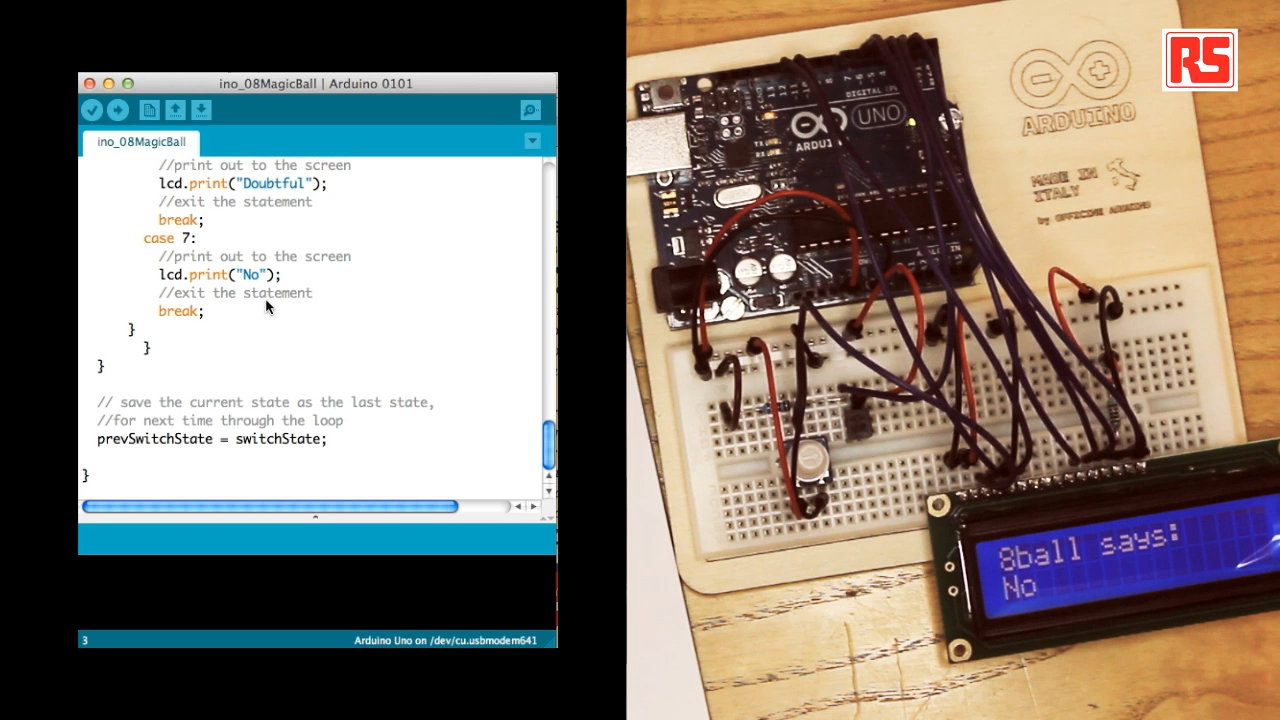 ino_08MagicBall | Arduino 0101
ino_08MagicBall
//print out to the screen
lcd.print("Doubtful");
//exit the statement
break;
case 7:
//print out to the screen
lcd.print("No");
//exit the statement
break;
}
}
}
// save the current state as the last state,
//for next time through the loop
prevSwitchState = switchState;
}
3
Arduino Uno on /dev/cu.usbmodem641
RS
ARDUINO
MADE IN
ITALY
by OFFICINE ARDUINO
UNO
8ball says:
No